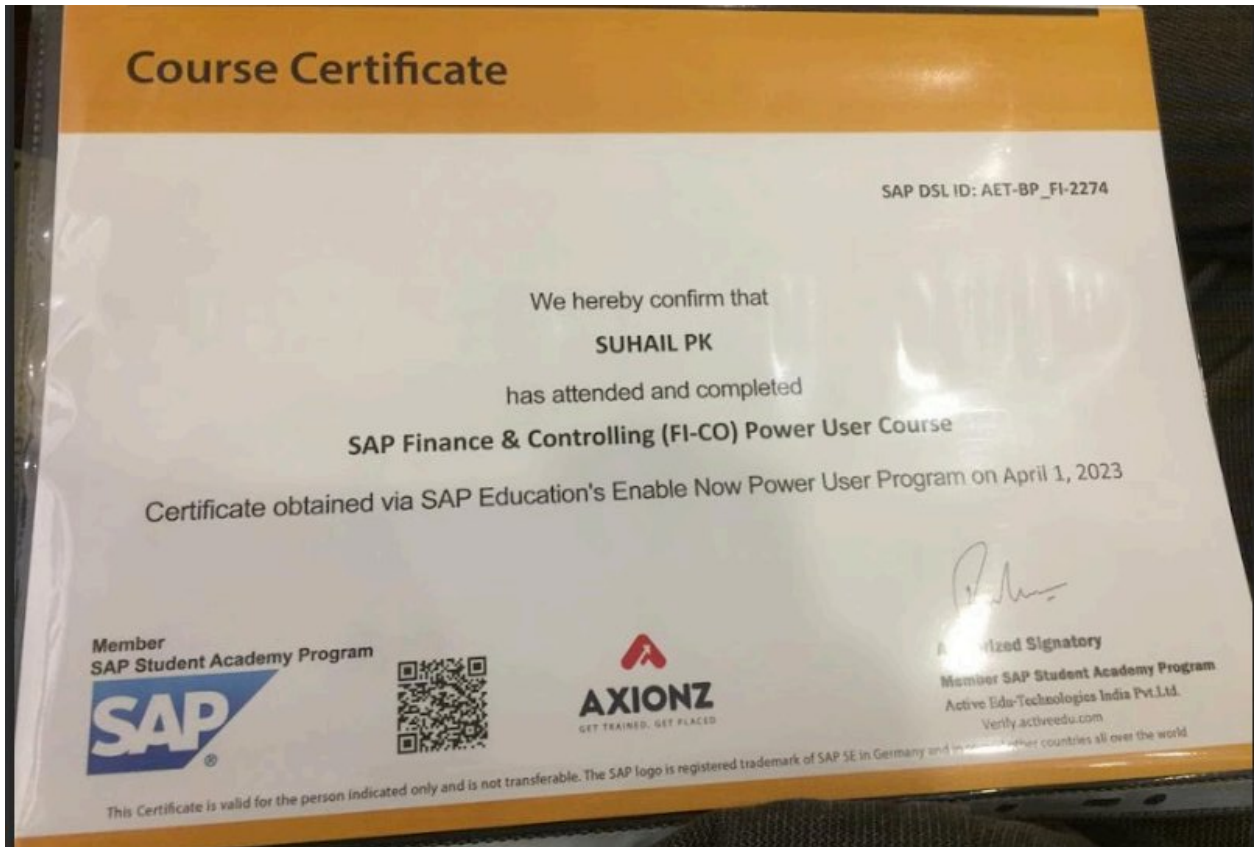 Course Certificate
SAP DSL ID: AET-BP_FI-2274
We hereby confirm that
SUHAIL PK
has attended and completed
SAP Finance & Controlling (FI-CO) Power User Course
Certificate obtained via SAP Education's Enable Now Power User Program on April 1, 2023
Member
SAP Student Academy Program
SAP
®
AXIONZ
GET TRAINED. GET PLACED
Signatory
Member SAP Student Academy Program
Active Edu-Technologies India Pvt.Ltd.
Verify.activeedu.com
This Certificate is valid for the person indicated only and is not transferable. The SAP logo is registered trademark of SAP SE in Germany and in other countries all over the world